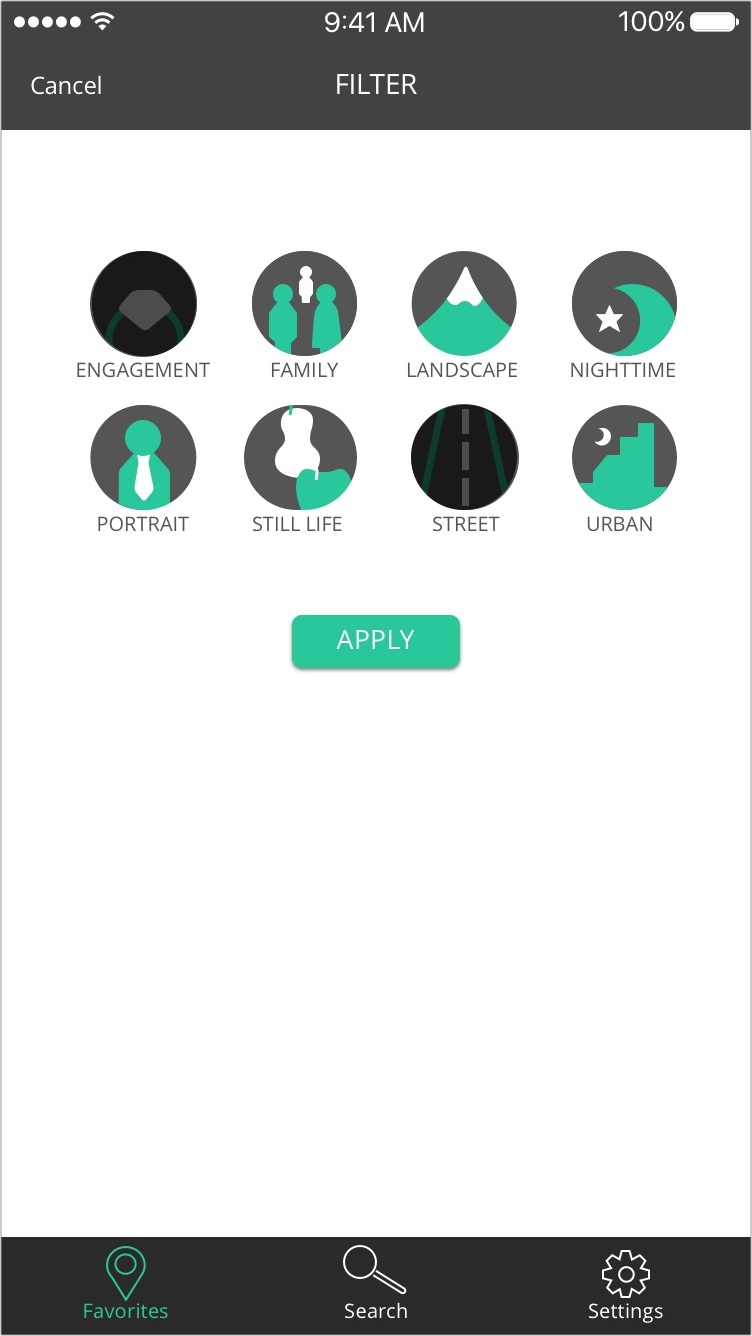 9:41 AM 100%
Cancel FILTER
ENGAGEMENT FAMILY LANDSCAPE NIGHTTIME
PORTRAIT STILL LIFE STREET URBAN
APPLY
Favorites Search Settings